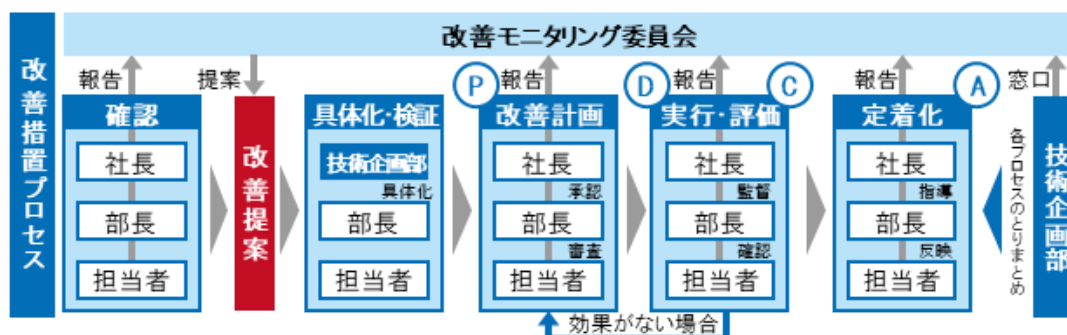 改善措置プロセス
改善モニタリング委員会
報告
提案
報告
報告
報告
窓口
確認
社長
部長
担当者
改善提案
具体化・検証
技術企画部
具体化
部長
担当者
P
改善計画
社長
承認
部長
審査
担当者
D
実行・評価
C
社長
監督
部長
確認
担当者
効果がない場合
定着化
A
社長
指導
部長
反映
担当者
各プロセスのとりまとめ
技術企画部